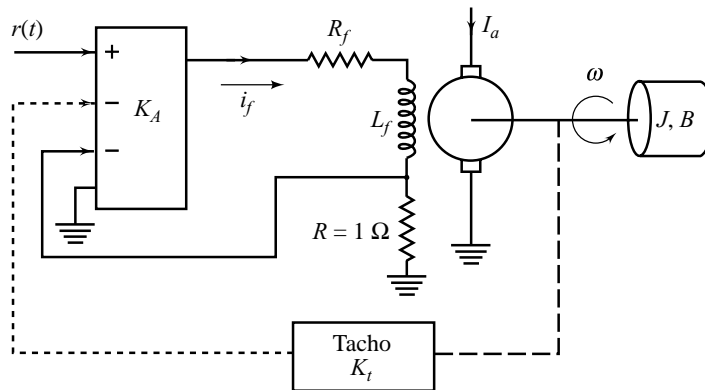 r(t)
+
−
−
K_A
i_f
R_f
L_f
R = 1 Ω
I_a
ω
J, B
Tacho
K_t